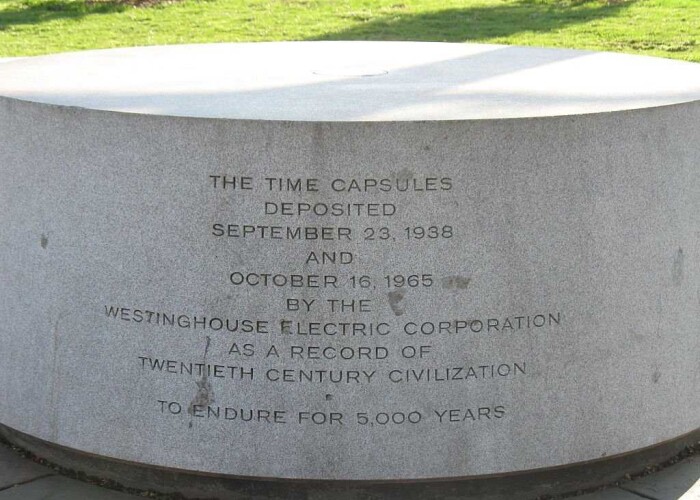 THE TIME CAPSULES
DEPOSITED
SEPTEMBER 23, 1938
AND
OCTOBER 16, 1965
BY THE
WESTINGHOUSE ELECTRIC CORPORATION
AS A RECORD OF
TWENTIETH CENTURY CIVILIZATION
TO ENDURE FOR 5,000 YEARS